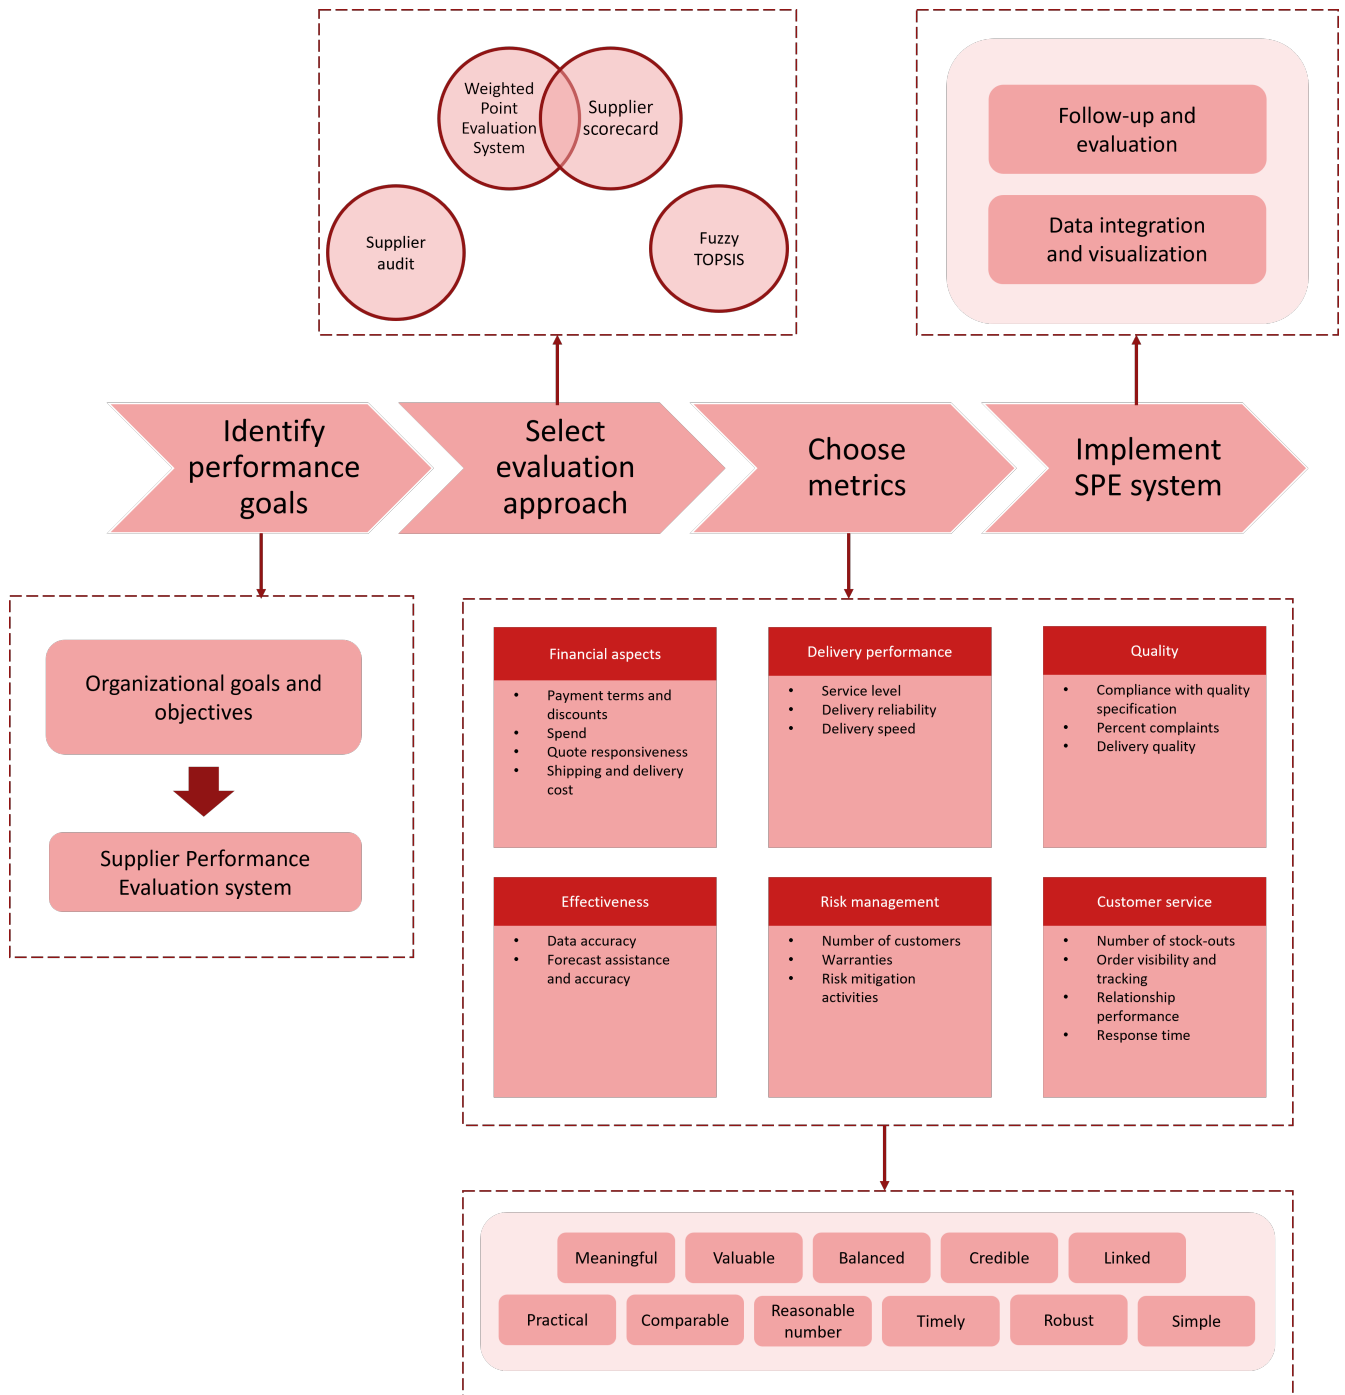 Weighted
Point
Evaluation
System
Supplier
scorecard
Supplier
audit
Fuzzy
TOPSIS
Follow-up and
evaluation
Data integration
and visualization
Identify
performance
goals
Select
evaluation
approach
Choose
metrics
Implement
SPE system
Organizational goals and
objectives
Supplier Performance
Evaluation system
Financial aspects
• Payment terms and
discounts
• Spend
• Quote responsiveness
• Shipping and delivery
cost
Delivery performance
• Service level
• Delivery reliability
• Delivery speed
Quality
• Compliance with quality
specification
• Percent complaints
• Delivery quality
Effectiveness
• Data accuracy
• Forecast assistance
and accuracy
Risk management
• Number of customers
• Warranties
• Risk mitigation
activities
Customer service
• Number of stock-outs
• Order visibility and
tracking
• Relationship
performance
• Response time
Meaningful
Valuable
Balanced
Credible
Linked
Practical
Comparable
Reasonable
number
Timely
Robust
Simple